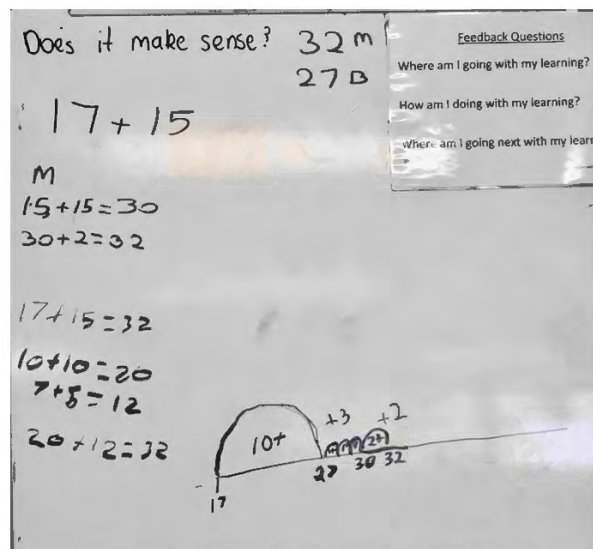 Does it make sense? 32 M
27 B
17 + 15
M
15+15=30
30+2=32
17+15=32
10+10=20
7+5=12
20+12=32
+3 +2
10+
2+
17 27 30 32
Feedback Questions
Where am I going with my learning?
How am I doing with my learning?
Where am I going next with my lear